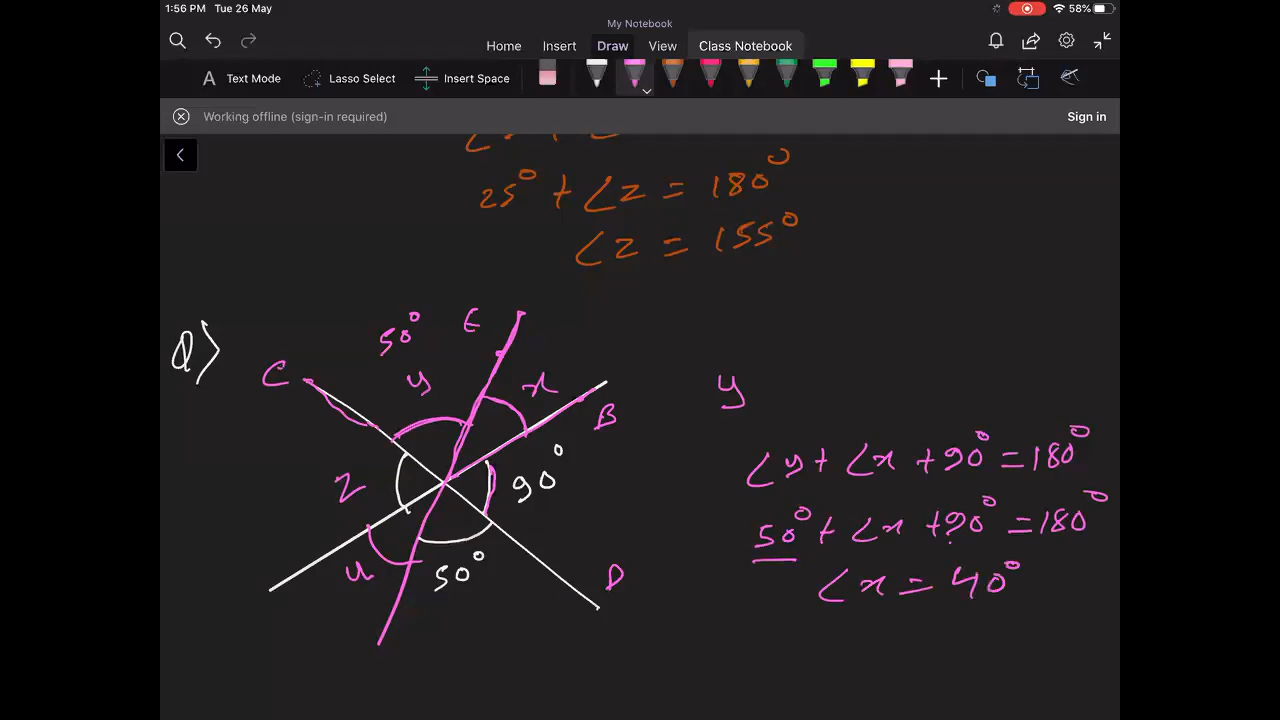 1:56 PM Tue 26 May
58%
My Notebook
Home Insert Draw View Class Notebook
A Text Mode Lasso Select Insert Space
Working offline (sign-in required) Sign in
25° + ∠z = 180°
∠z = 155°
Q)
50°
E
C
y
x
B
z
90°
u
50°
D
y
∠y + ∠x + 90° = 180°
50° + ∠x + 90° = 180°
∠x = 40°